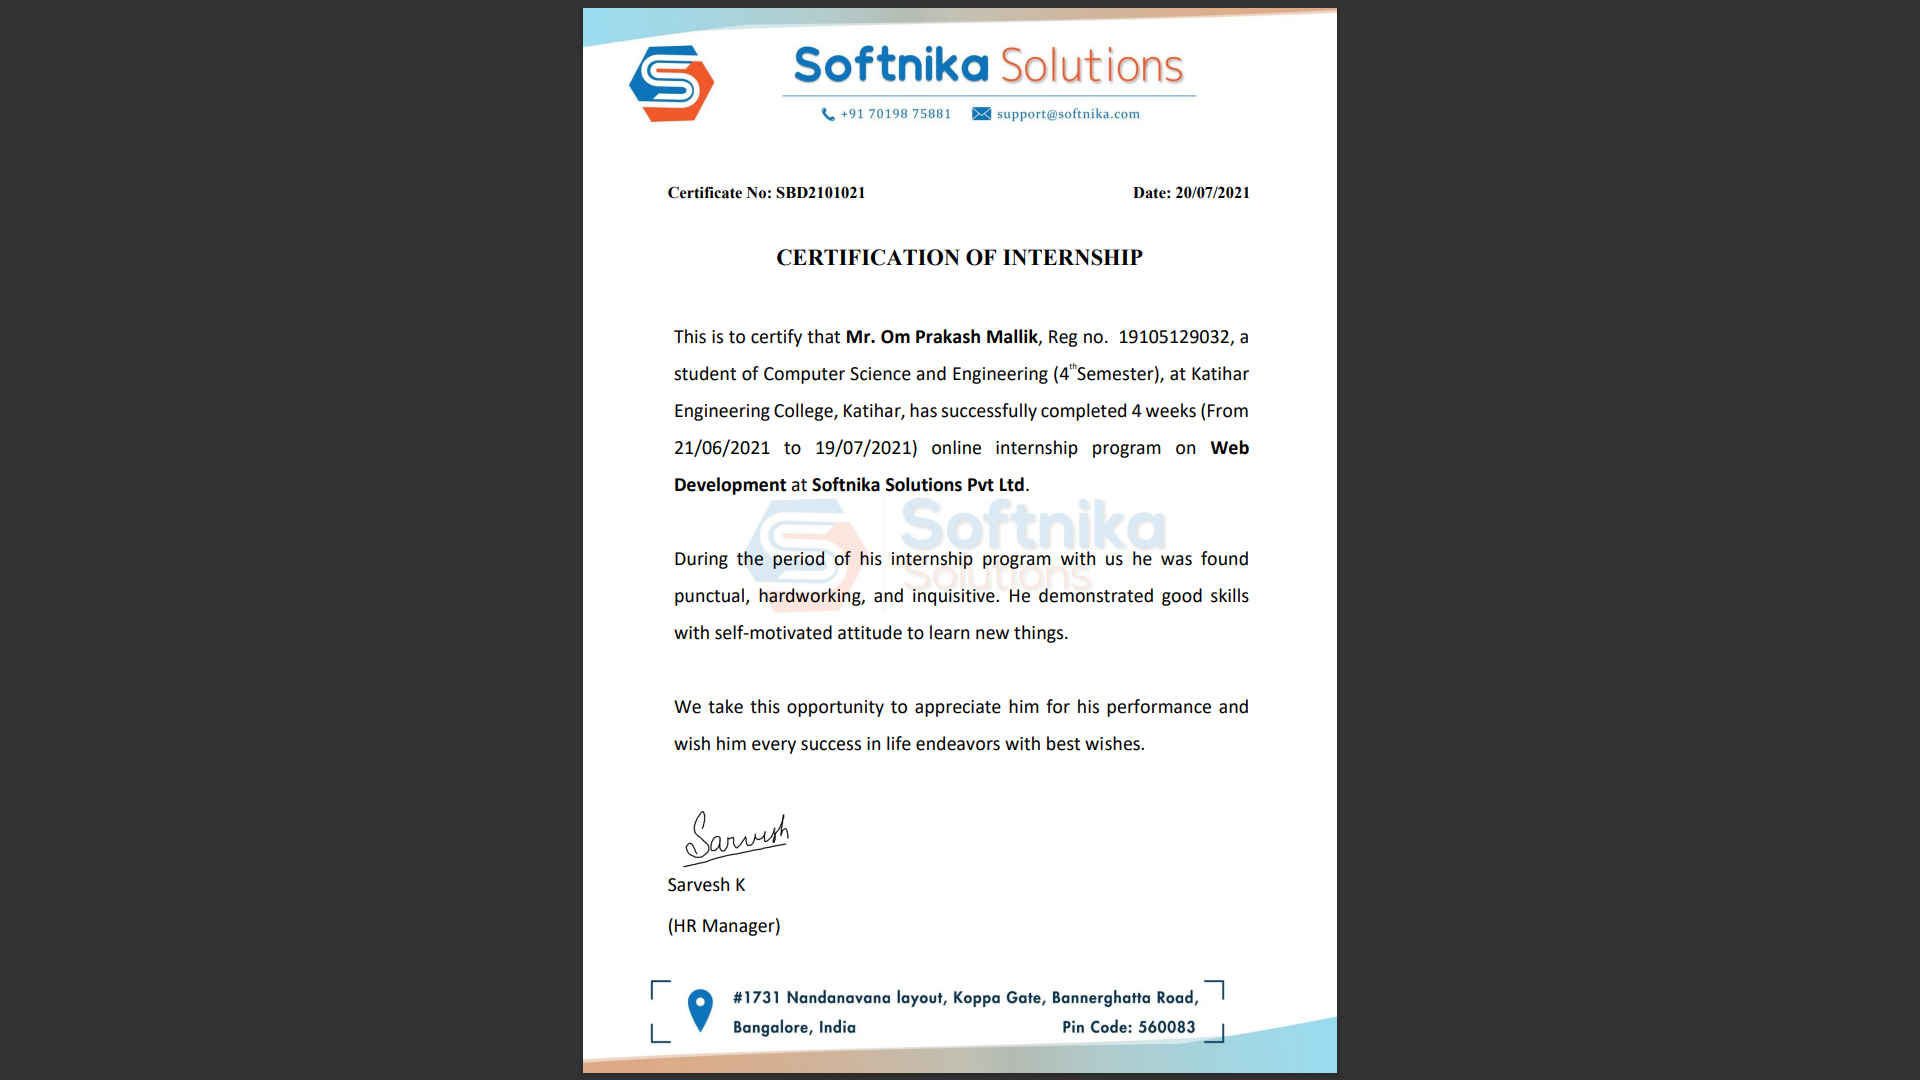 Softnika Solutions
+91 70198 75881 support@softnika.com
Certificate No: SBD2101021 Date: 20/07/2021
CERTIFICATION OF INTERNSHIP
This is to certify that Mr. Om Prakash Mallik, Reg no. 19105129032, a
student of Computer Science and Engineering (4thSemester), at Katihar
Engineering College, Katihar, has successfully completed 4 weeks (From
21/06/2021 to 19/07/2021) online internship program on Web
Development at Softnika Solutions Pvt Ltd.
Softnika
Solutions
During the period of his internship program with us he was found
punctual, hardworking, and inquisitive. He demonstrated good skills
with self-motivated attitude to learn new things.
We take this opportunity to appreciate him for his performance and
wish him every success in life endeavors with best wishes.
Sarvesh
Sarvesh K
(HR Manager)
#1731 Nandanavana layout, Koppa Gate, Bannerghatta Road,
Bangalore, India Pin Code: 560083